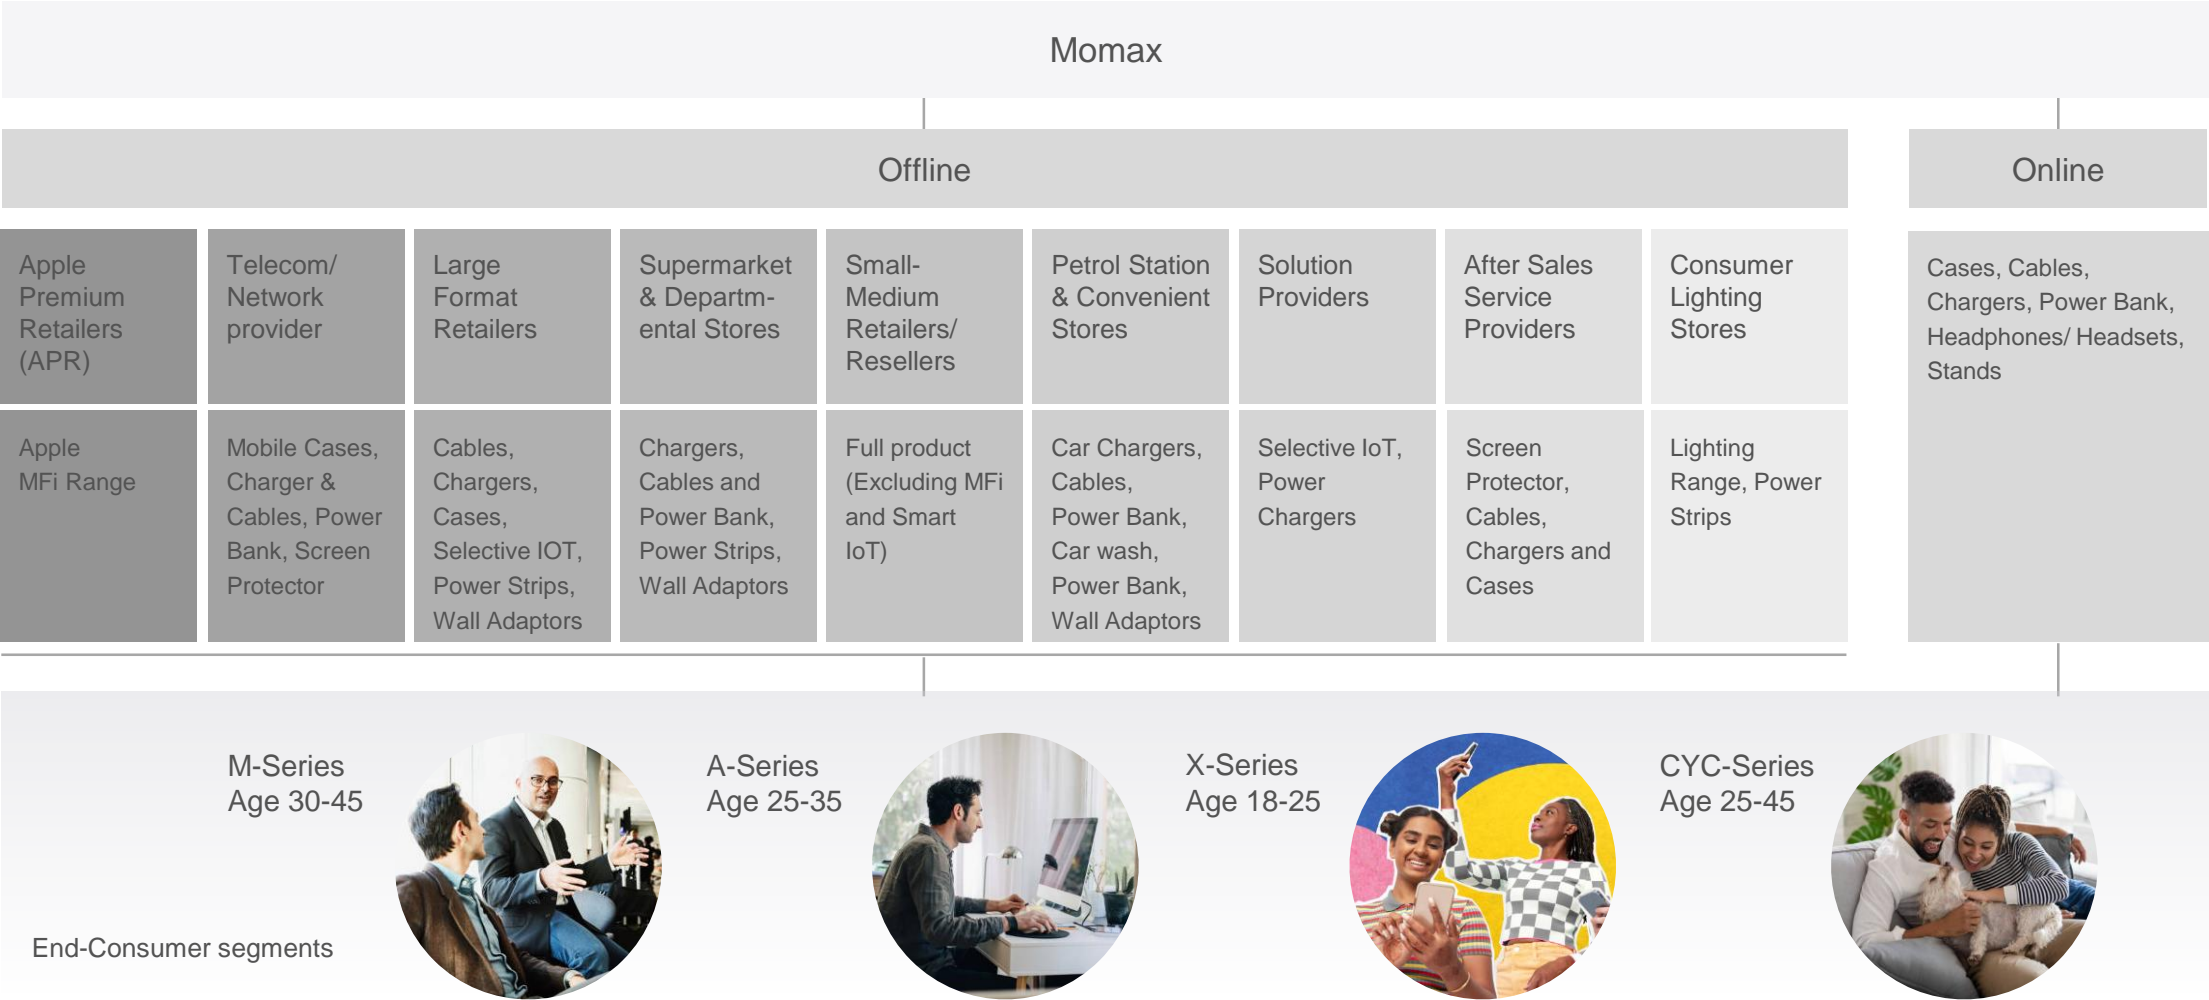 Momax
Offline
Online
Apple
Premium
Retailers
(APR)
Telecom/
Network
provider
Large
Format
Retailers
Supermarket
& Departm-
ental Stores
Small-
Medium
Retailers/
Resellers
Petrol Station
& Convenient
Stores
Solution
Providers
After Sales
Service
Providers
Consumer
Lighting
Stores
Cases, Cables,
Chargers, Power Bank,
Headphones/ Headsets,
Stands
Apple
MFi Range
Mobile Cases,
Charger &
Cables, Power
Bank, Screen
Protector
Cables,
Chargers,
Cases,
Selective IOT,
Power Strips,
Wall Adaptors
Chargers,
Cables and
Power Bank,
Power Strips,
Wall Adaptors
Full product
(Excluding MFi
and Smart
IoT)
Car Chargers,
Cables,
Power Bank,
Car wash,
Power Bank,
Wall Adaptors
Selective IoT,
Power
Chargers
Screen
Protector,
Cables,
Chargers and
Cases
Lighting
Range, Power
Strips
M-Series
Age 30-45
A-Series
Age 25-35
X-Series
Age 18-25
CYC-Series
Age 25-45
End-Consumer segments